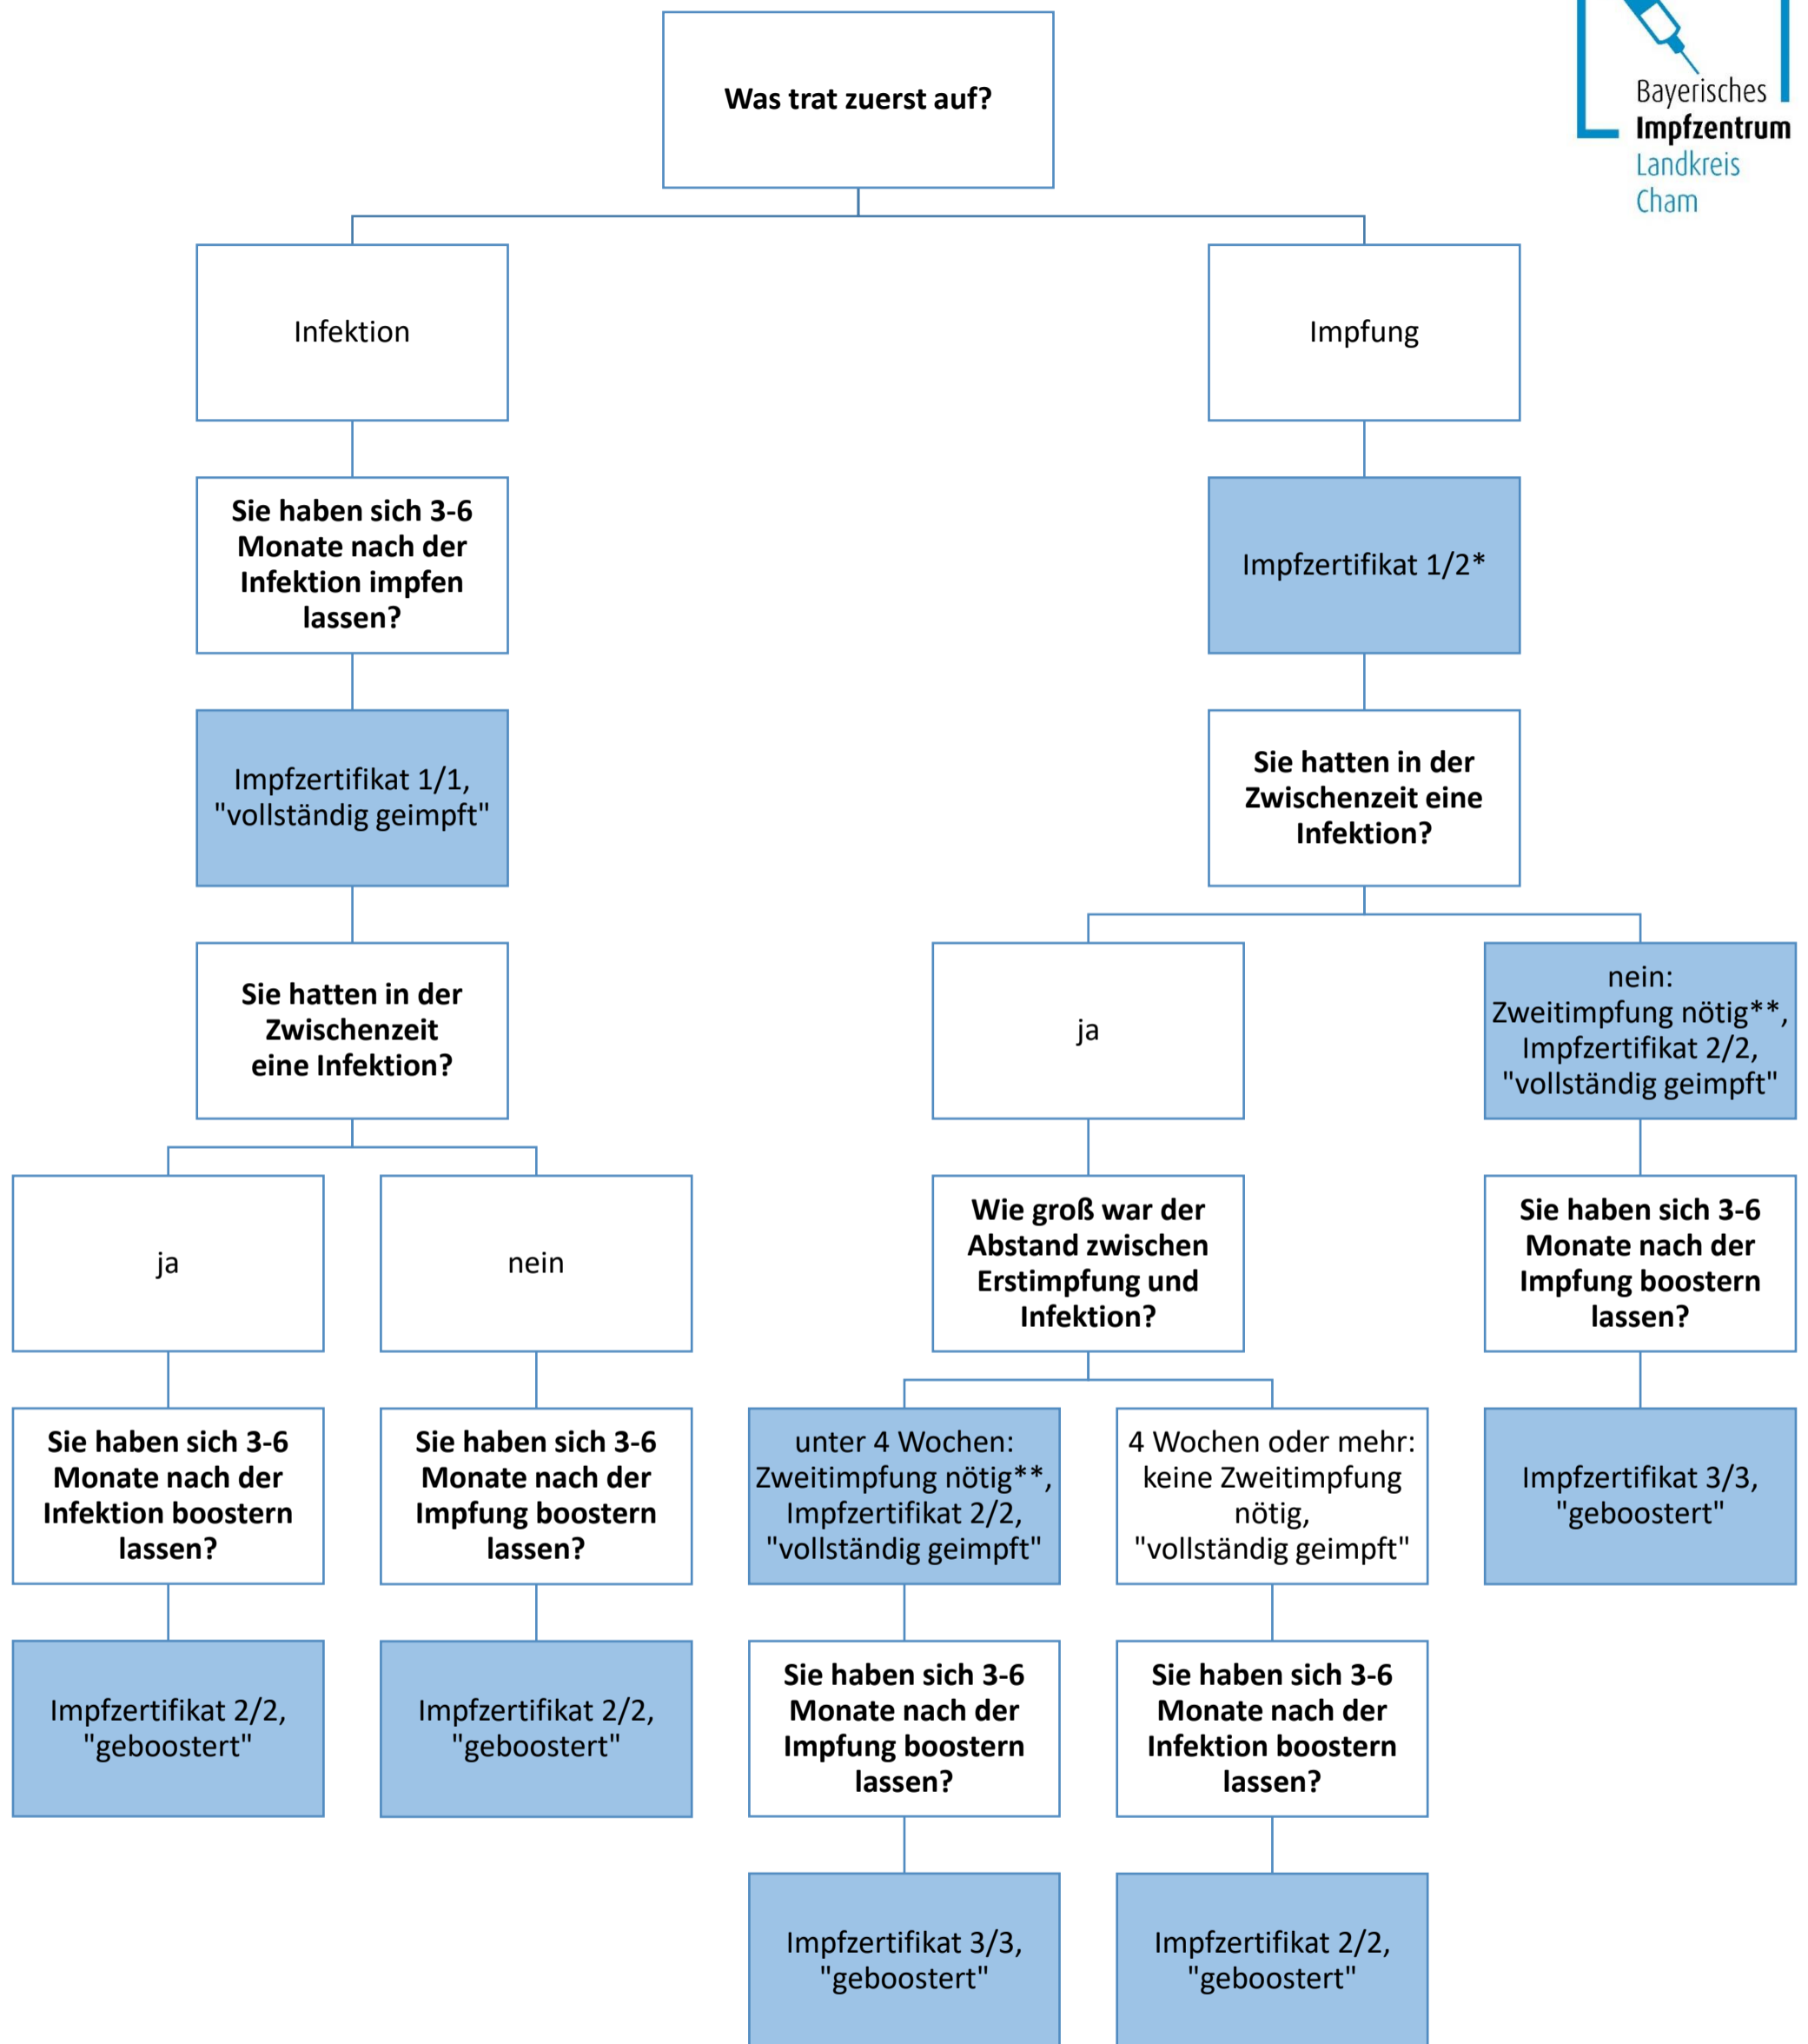 Was trat zuerst auf?
Bayerisches
Impfzentrum
Landkreis
Cham
Infektion
Impfung
Sie haben sich 3-6
Monate nach der
Infektion impfen
lassen?
Impfzertifikat 1/2*
Impfzertifikat 1/1,
"vollständig geimpft"
Sie hatten in der
Zwischenzeit eine
Infektion?
Sie hatten in der
Zwischenzeit
eine Infektion?
ja
nein:
Zweitimpfung nötig**,
Impfzertifikat 2/2,
"vollständig geimpft"
ja
nein
Wie groß war der
Abstand zwischen
Erstimpfung und
Infektion?
Sie haben sich 3-6
Monate nach der
Impfung boostern
lassen?
Sie haben sich 3-6
Monate nach der
Infektion boostern
lassen?
Sie haben sich 3-6
Monate nach der
Impfung boostern
lassen?
unter 4 Wochen:
Zweitimpfung nötig**,
Impfzertifikat 2/2,
"vollständig geimpft"
4 Wochen oder mehr:
keine Zweitimpfung
nötig,
"vollständig geimpft"
Impfzertifikat 3/3,
"geboostert"
Impfzertifikat 2/2,
"geboostert"
Impfzertifikat 2/2,
"geboostert"
Sie haben sich 3-6
Monate nach der
Impfung boostern
lassen?
Sie haben sich 3-6
Monate nach der
Infektion boostern
lassen?
Impfzertifikat 3/3,
"geboostert"
Impfzertifikat 2/2,
"geboostert"